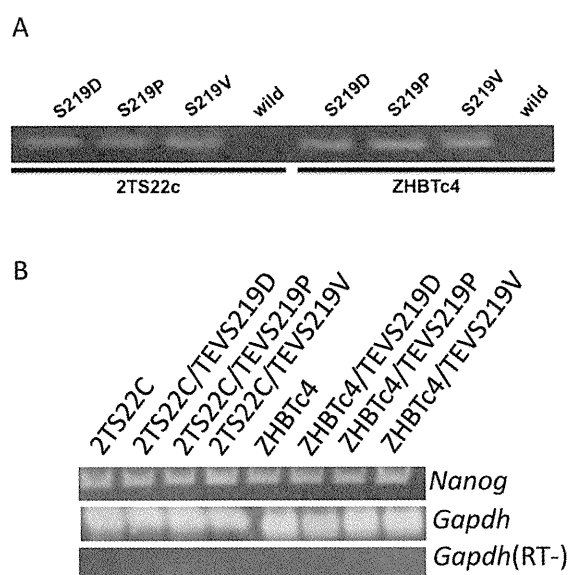 A
S219D S219P S219V wild S219D S219P S219V wild
2TS22c ZHBTc4
B
2TS22C
2TS22C/TEVS219D
2TS22C/TEVS219P
2TS22C/TEVS219V
ZHBTc4
ZHBTc4/TEVS219D
ZHBTc4/TEVS219P
ZHBTc4/TEVS219V
Nanog
Gapdh
Gapdh(RT-)